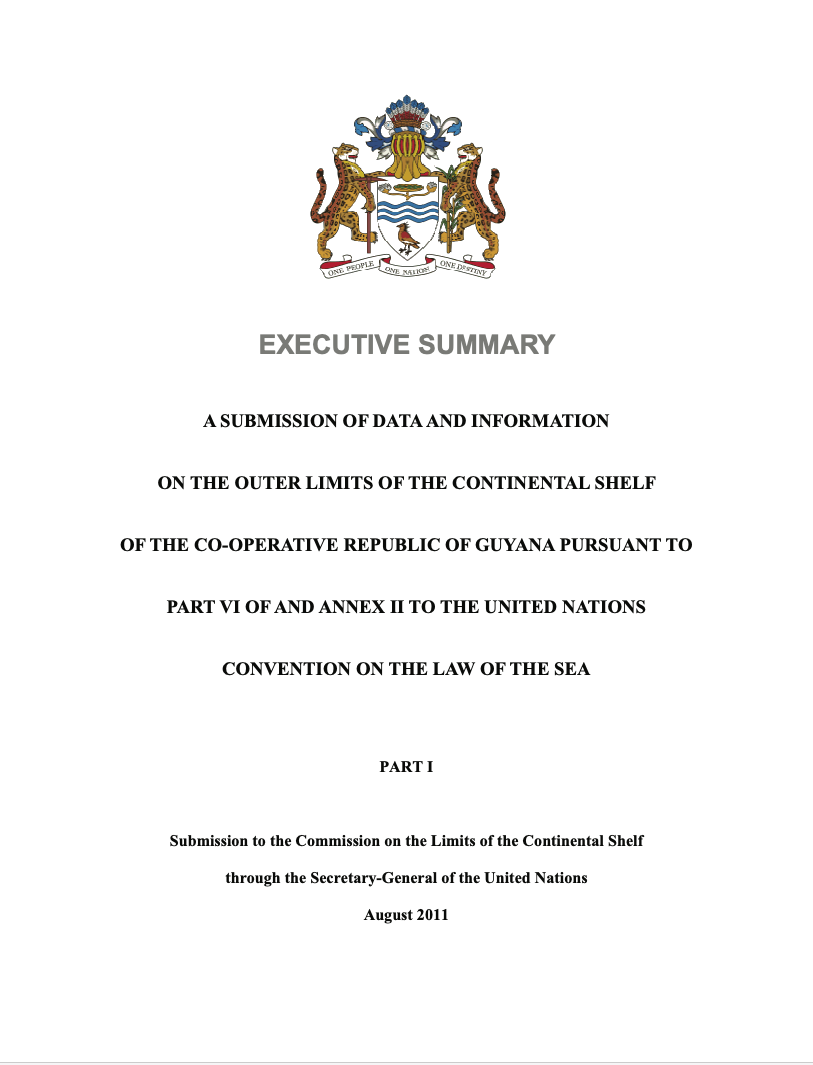 ONE PEOPLE ONE NATION ONE DESTINY
EXECUTIVE SUMMARY
A SUBMISSION OF DATA AND INFORMATION
ON THE OUTER LIMITS OF THE CONTINENTAL SHELF
OF THE CO-OPERATIVE REPUBLIC OF GUYANA PURSUANT TO
PART VI OF AND ANNEX II TO THE UNITED NATIONS
CONVENTION ON THE LAW OF THE SEA
PART I
Submission to the Commission on the Limits of the Continental Shelf
through the Secretary-General of the United Nations
August 2011